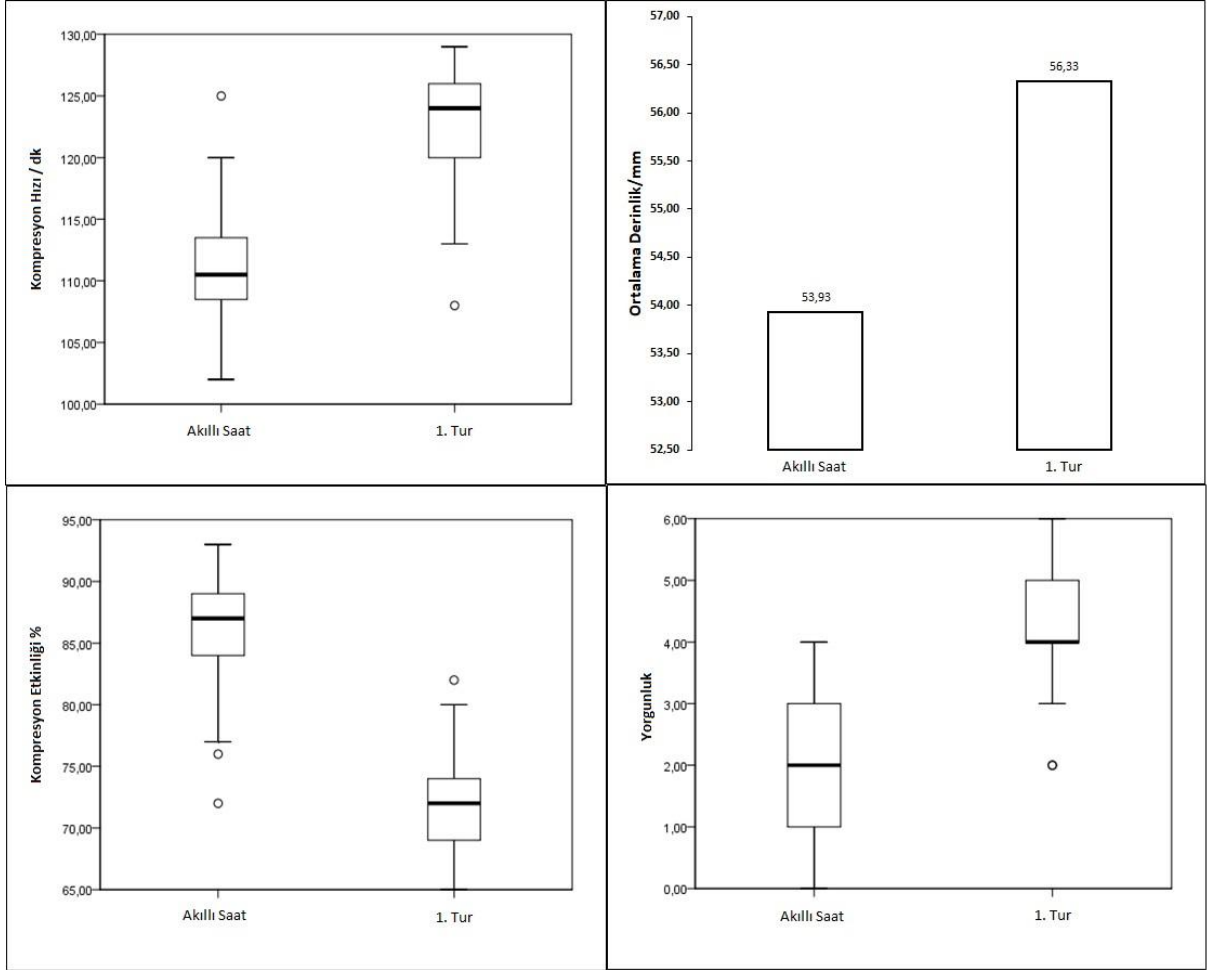 Kompresyon Hızı / dk
130,00
125,00
120,00
115,00
110,00
105,00
100,00
Akıllı Saat
1. Tur
Ortalama Derinlik/mm
57,00
56,50
56,00
55,50
55,00
54,50
54,00
53,50
53,00
52,50
53,93
56,33
Akıllı Saat
1. Tur
Kompresyon Etkinliği %
95,00
90,00
85,00
80,00
75,00
70,00
65,00
Akıllı Saat
1. Tur
Yorgunluk
6,00
5,00
4,00
3,00
2,00
1,00
0,00
Akıllı Saat
1. Tur